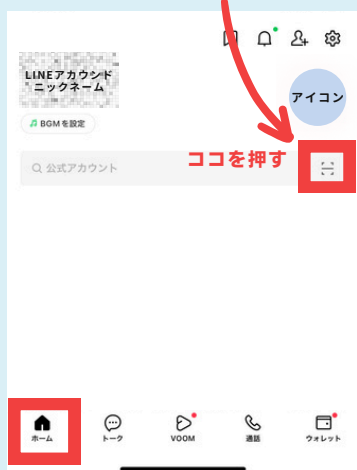 LINEアカウント
ニックネーム
アイコン
BGMを設定
公式アカウント
ココを押す
ホーム
トーク
VOOM
通話
ウォレット